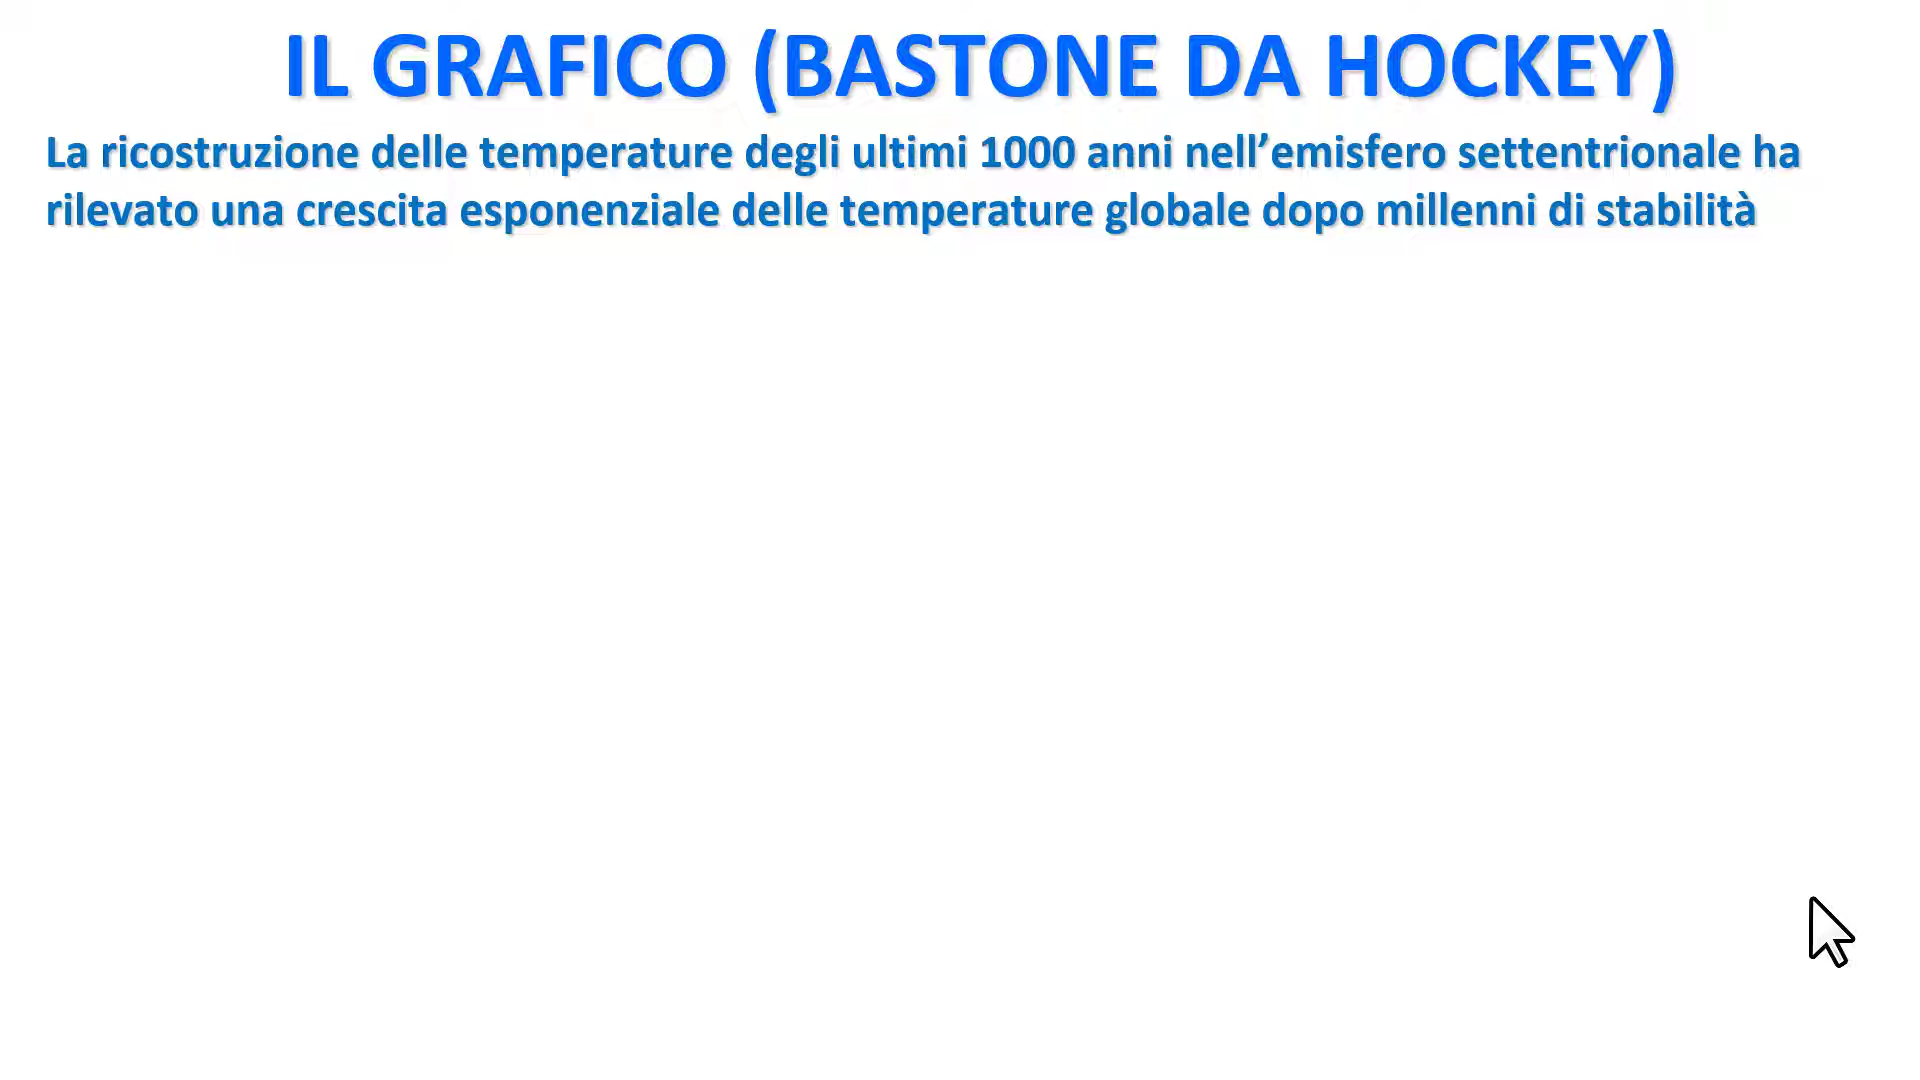 IL GRAFICO (BASTONE DA HOCKEY)
La ricostruzione delle temperature degli ultimi 1000 anni nell’emisfero settentrionale ha
rilevato una crescita esponenziale delle temperature globale dopo millenni di stabilità